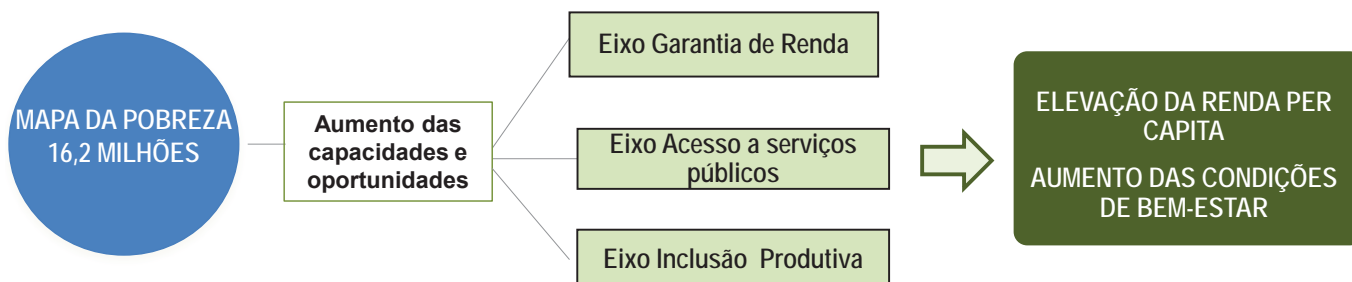 MAPA DA POBREZA
16,2 MILHÕES
Aumento das
capacidades e
oportunidades
Eixo Garantia de Renda
Eixo Acesso a serviços
públicos
Eixo Inclusão Produtiva
ELEVAÇÃO DA RENDA PER
CAPITA
AUMENTO DAS CONDIÇÕES
DE BEM-ESTAR